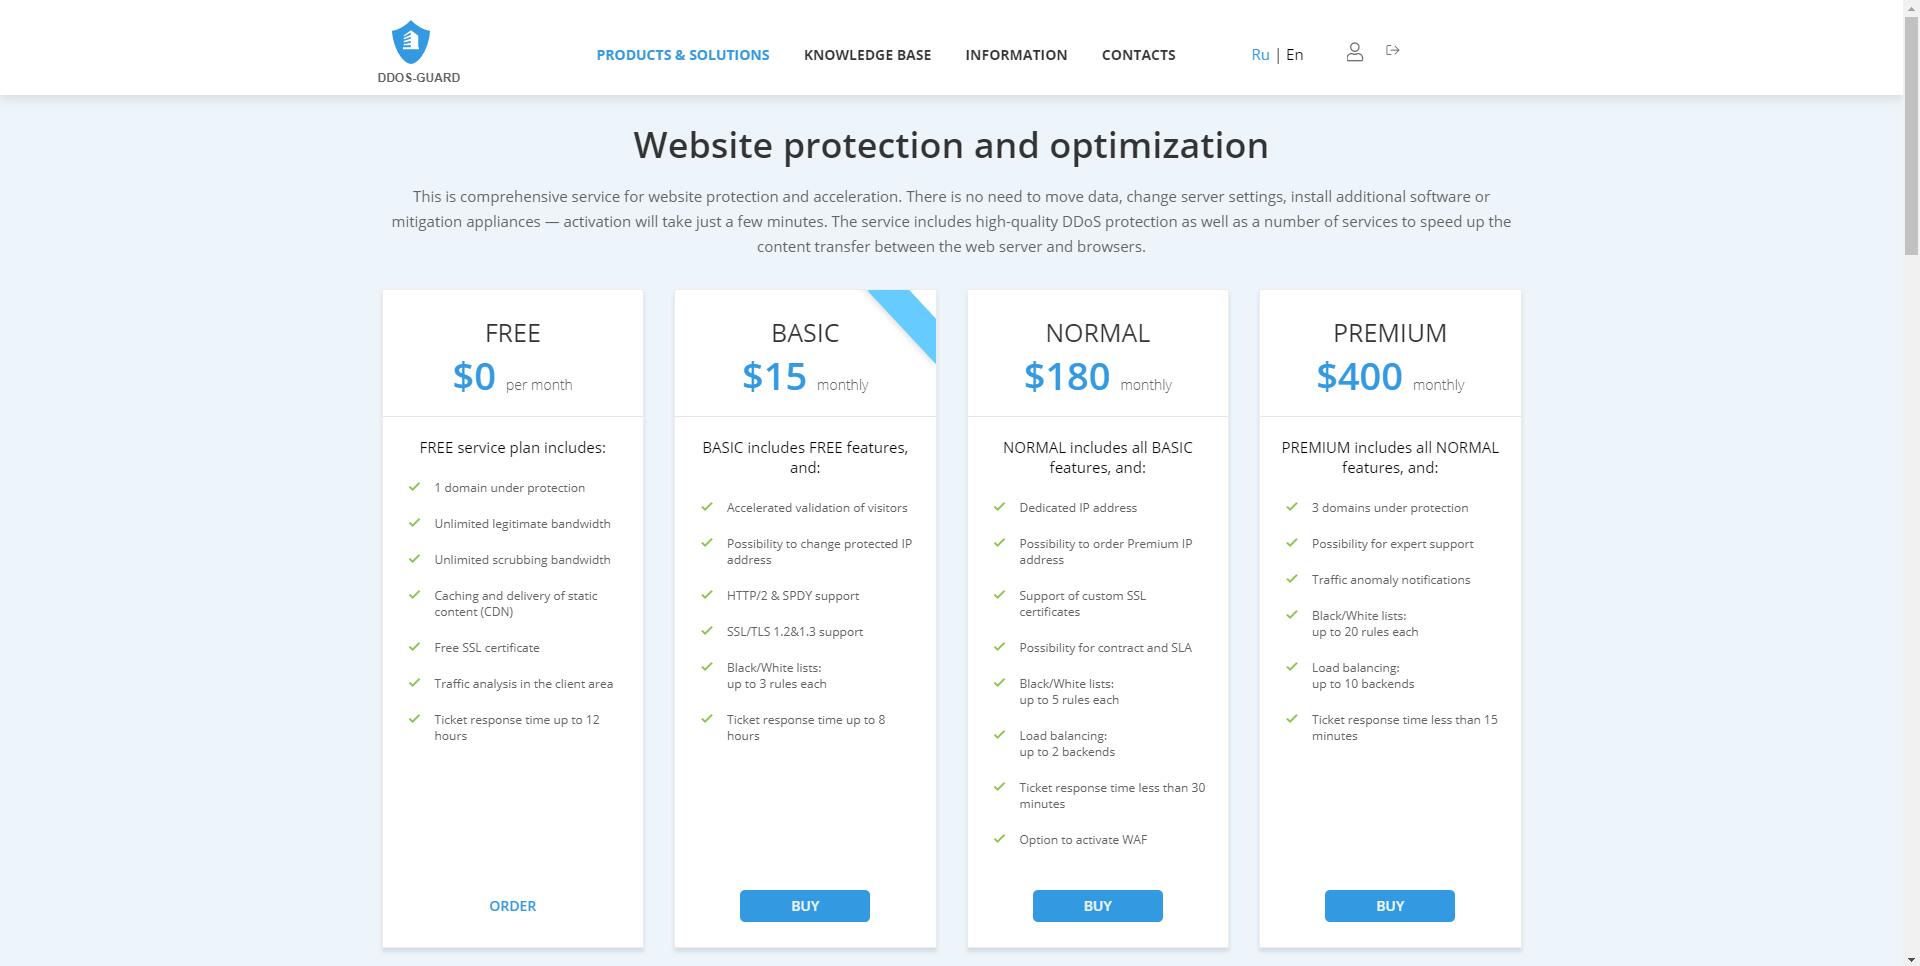 DDOS-GUARD
PRODUCTS & SOLUTIONS
KNOWLEDGE BASE
INFORMATION
CONTACTS
Ru | En
Website protection and optimization
This is comprehensive service for website protection and acceleration. There is no need to move data, change server settings, install additional software or
mitigation appliances — activation will take just a few minutes. The service includes high-quality DDoS protection as well as a number of services to speed up the
content transfer between the web server and browsers.
FREE
$0 per month
FREE service plan includes:
1 domain under protection
Unlimited legitimate bandwidth
Unlimited scrubbing bandwidth
Caching and delivery of static
content (CDN)
Free SSL certificate
Traffic analysis in the client area
Ticket response time up to 12
hours
ORDER
BASIC
$15 monthly
BASIC includes FREE features,
and:
Accelerated validation of visitors
Possibility to change protected IP
address
HTTP/2 & SPDY support
SSL/TLS 1.2&1.3 support
Black/White lists:
up to 3 rules each
Ticket response time up to 8
hours
BUY
NORMAL
$180 monthly
NORMAL includes all BASIC
features, and:
Dedicated IP address
Possibility to order Premium IP
address
Support of custom SSL
certificates
Possibility for contract and SLA
Black/White lists:
up to 5 rules each
Load balancing:
up to 2 backends
Ticket response time less than 30
minutes
Option to activate WAF
BUY
PREMIUM
$400 monthly
PREMIUM includes all NORMAL
features, and:
3 domains under protection
Possibility for expert support
Traffic anomaly notifications
Black/White lists:
up to 20 rules each
Load balancing:
up to 10 backends
Ticket response time less than 15
minutes
BUY